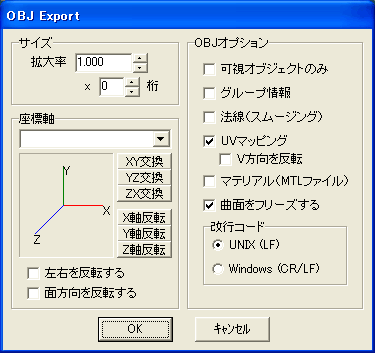 OBJ Export
サイズ
拡大率 1.000
x 0 桁
座標軸
Y
X
Z
XY交換
YZ交換
ZX交換
X軸反転
Y軸反転
Z軸反転
左右を反転する
面方向を反転する
OBJオプション
可視オブジェクトのみ
グループ情報
法線(スムージング)
UVマッピング
V方向を反転
マテリアル(MTLファイル)
曲面をフリーズする
改行コード
UNIX (LF)
Windows (CR/LF)
OK
キャンセル